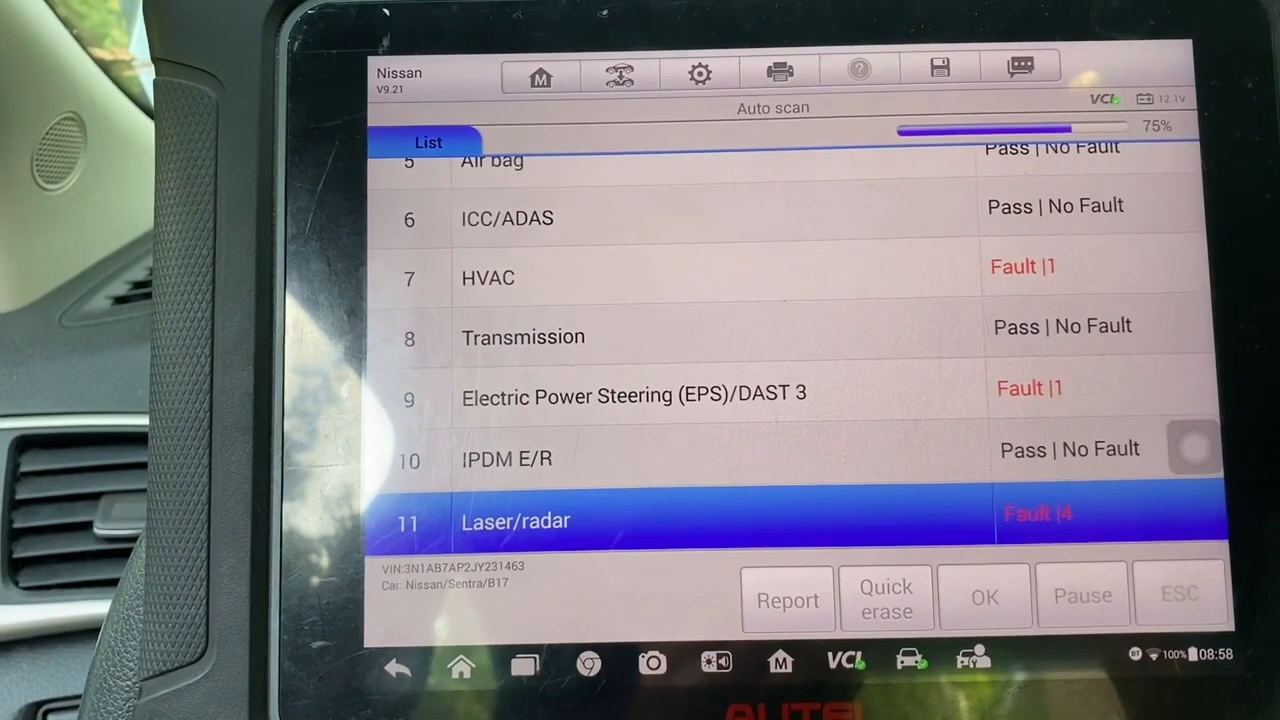 Nissan
V9.21
Auto scan
VCI
12.1V
List
75%
5 Air bag Pass | No Fault
6 ICC/ADAS Pass | No Fault
7 HVAC Fault |1
8 Transmission Pass | No Fault
9 Electric Power Steering (EPS)/DAST 3 Fault |1
10 IPDM E/R Pass | No Fault
11 Laser/radar Fault |4
VIN:3N1AB7AP2JY231463
Car: Nissan/Sentra/B17
Report
Quick
erase
OK
Pause
ESC
VCI
100%
08:58
AUTEL